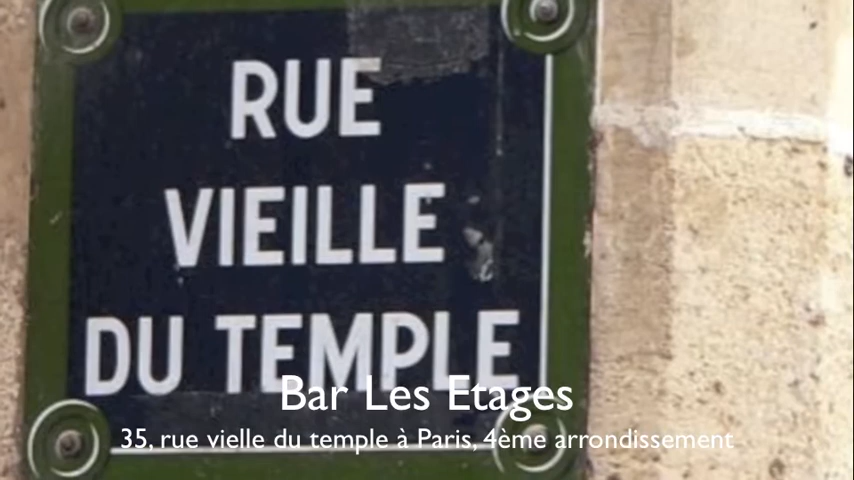 RUE
VIEILLE
DU TEMPLE
Bar Les Etages
35, rue vielle du temple à Paris, 4ème arrondissement